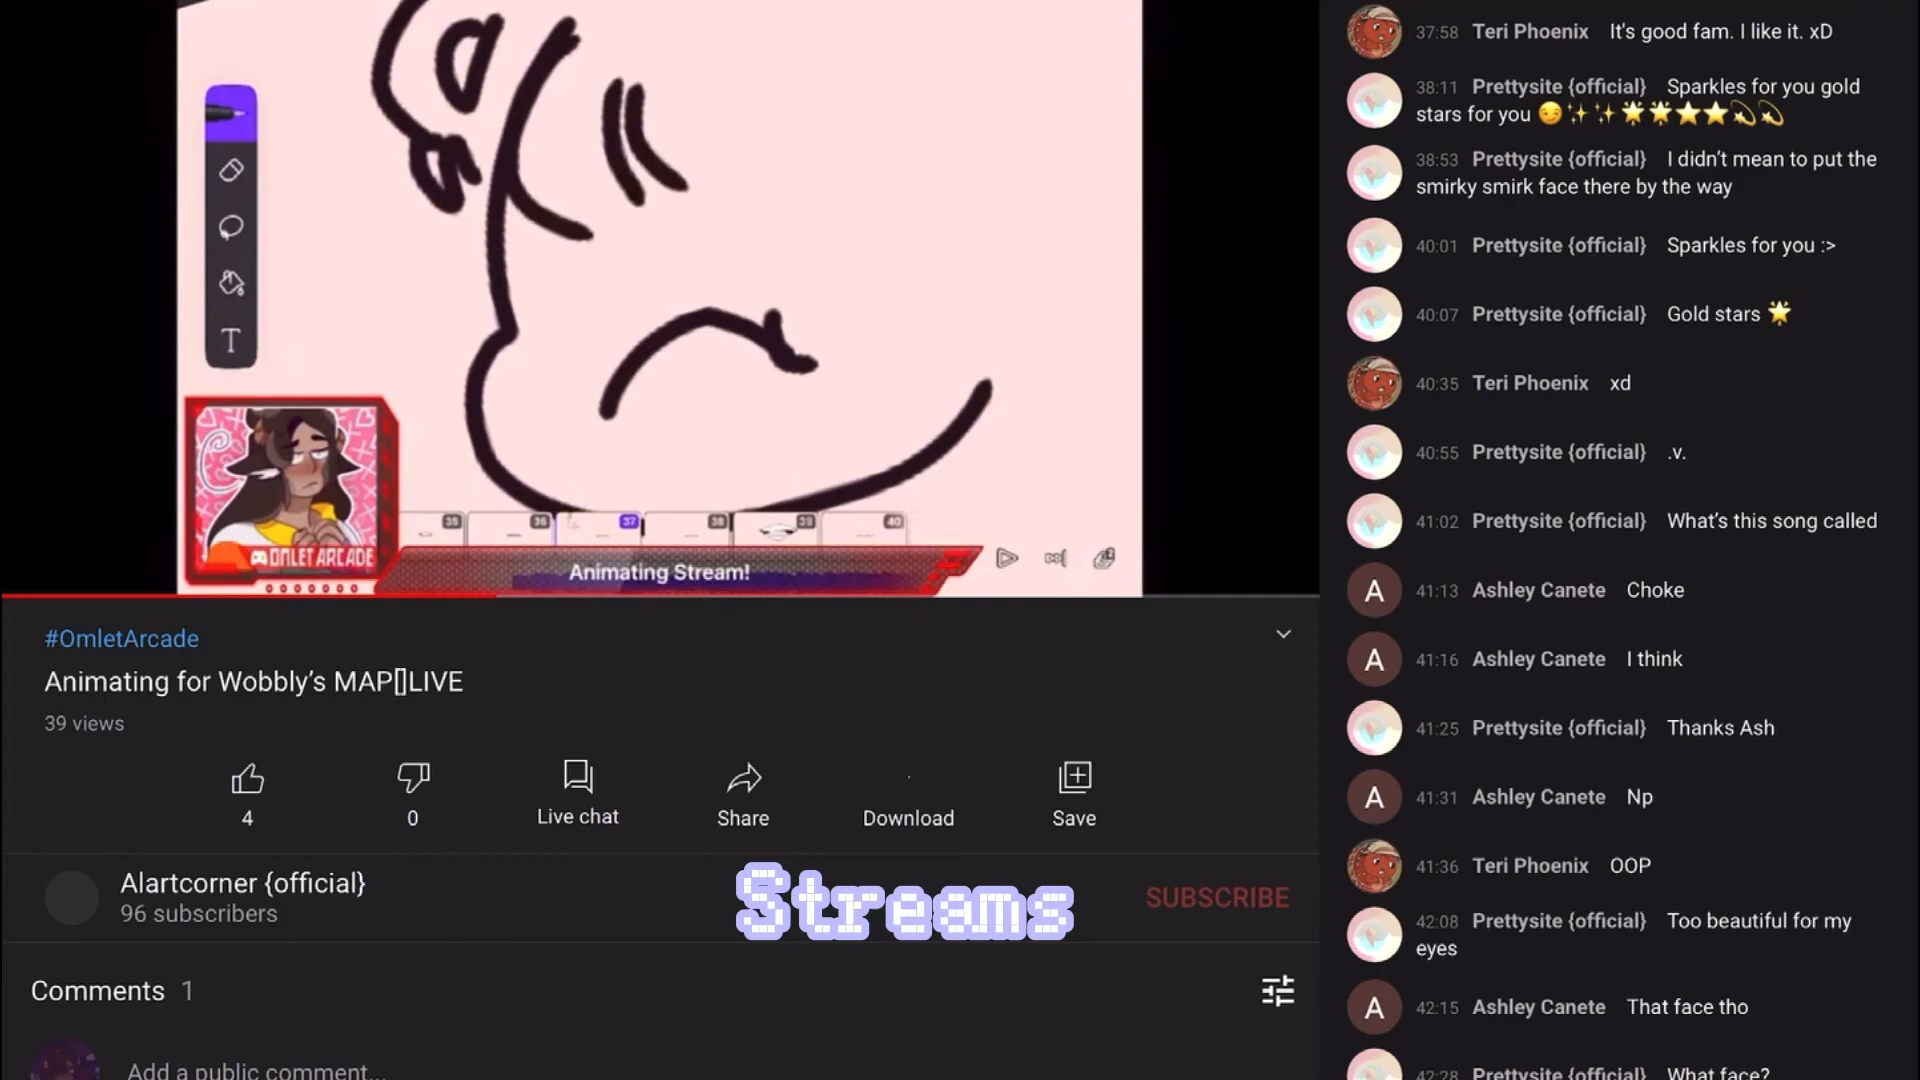 T
35
36
37
38
39
40
OMLET ARCADE
Animating Stream!
#OmletArcade
Animating for Wobbly’s MAP[]LIVE
39 views
4
0
Live chat
Share
Download
Save
Alartcorner {official}
96 subscribers
Streams
SUBSCRIBE
Comments 1
Add a public comment...
37:58 Teri Phoenix It's good fam. I like it. xD
38:11 Prettysite {official} Sparkles for you gold
stars for you 😏✨✨🌟🌟⭐⭐💫💫
38:53 Prettysite {official} I didn’t mean to put the
smirky smirk face there by the way
40:01 Prettysite {official} Sparkles for you :>
40:07 Prettysite {official} Gold stars 🌟
40:35 Teri Phoenix xd
40:55 Prettysite {official} .v.
41:02 Prettysite {official} What’s this song called
A
41:13 Ashley Canete Choke
A
41:16 Ashley Canete I think
41:25 Prettysite {official} Thanks Ash
A
41:31 Ashley Canete Np
41:36 Teri Phoenix OOP
42:08 Prettysite {official} Too beautiful for my
eyes
A
42:15 Ashley Canete That face tho
42:28 Prettysite {official} What face?